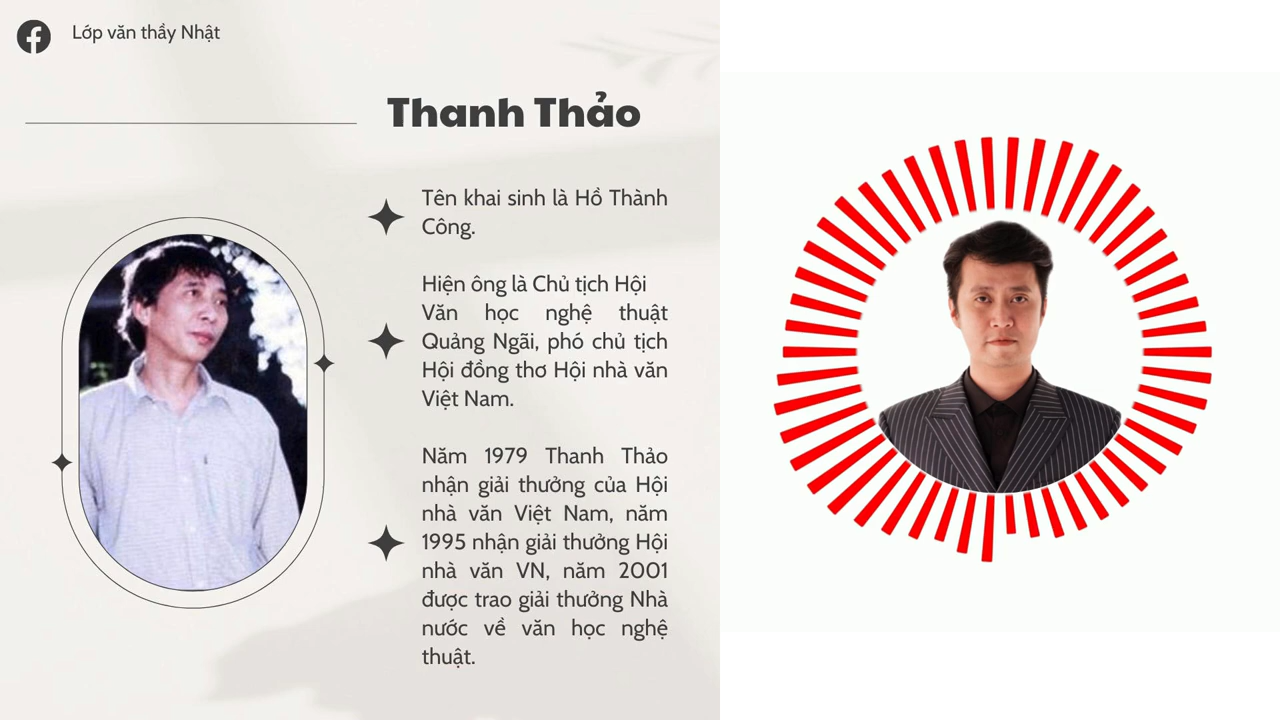 Lớp văn thầy Nhật
Thanh Thảo
Tên khai sinh là Hồ Thành
Công.
Hiện ông là Chủ tịch Hội
Văn học nghệ thuật
Quảng Ngãi, phó chủ tịch
Hội đồng thơ Hội nhà văn
Việt Nam.
Năm 1979 Thanh Thảo
nhận giải thưởng của Hội
nhà văn Việt Nam, năm
1995 nhận giải thưởng Hội
nhà văn VN, năm 2001
được trao giải thưởng Nhà
nước về văn học nghệ
thuật.